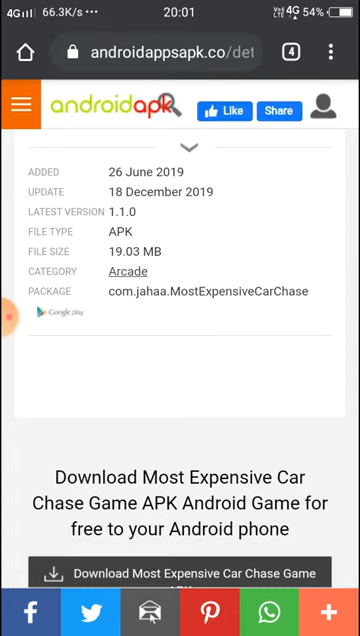 4G 66.3K/s ••• 20:01 VoLTE 4G 54%
androidappsapk.co/det 4
androidapk Like Share
ADDED 26 June 2019
UPDATE 18 December 2019
LATEST VERSION 1.1.0
FILE TYPE APK
FILE SIZE 19.03 MB
CATEGORY Arcade
PACKAGE com.jahaa.MostExpensiveCarChase
Google play
Download Most Expensive Car
Chase Game APK Android Game for
free to your Android phone
Download Most Expensive Car Chase Game